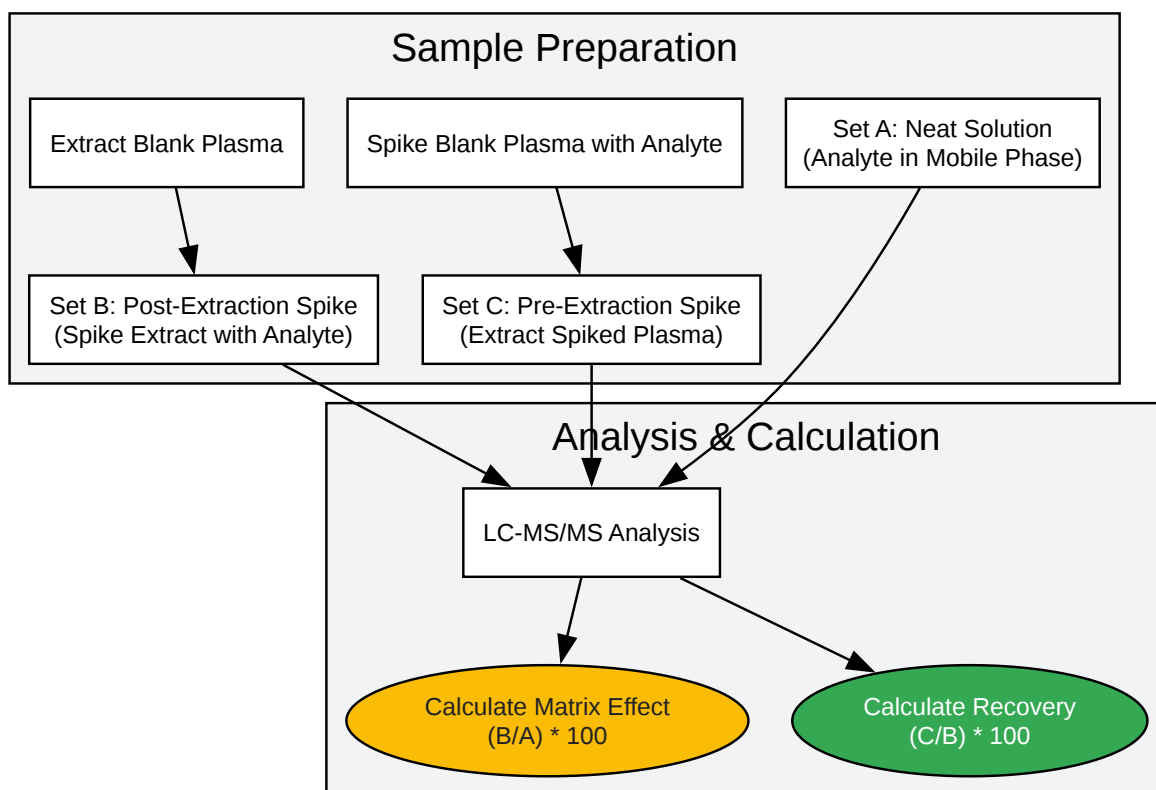 Sample Preparation
Extract Blank Plasma
Spike Blank Plasma with Analyte
Set A: Neat Solution
(Analyte in Mobile Phase)
Set B: Post-Extraction Spike
(Spike Extract with Analyte)
Set C: Pre-Extraction Spike
(Extract Spiked Plasma)
Analysis & Calculation
LC-MS/MS Analysis
Calculate Matrix Effect
(B/A) * 100
Calculate Recovery
(C/B) * 100